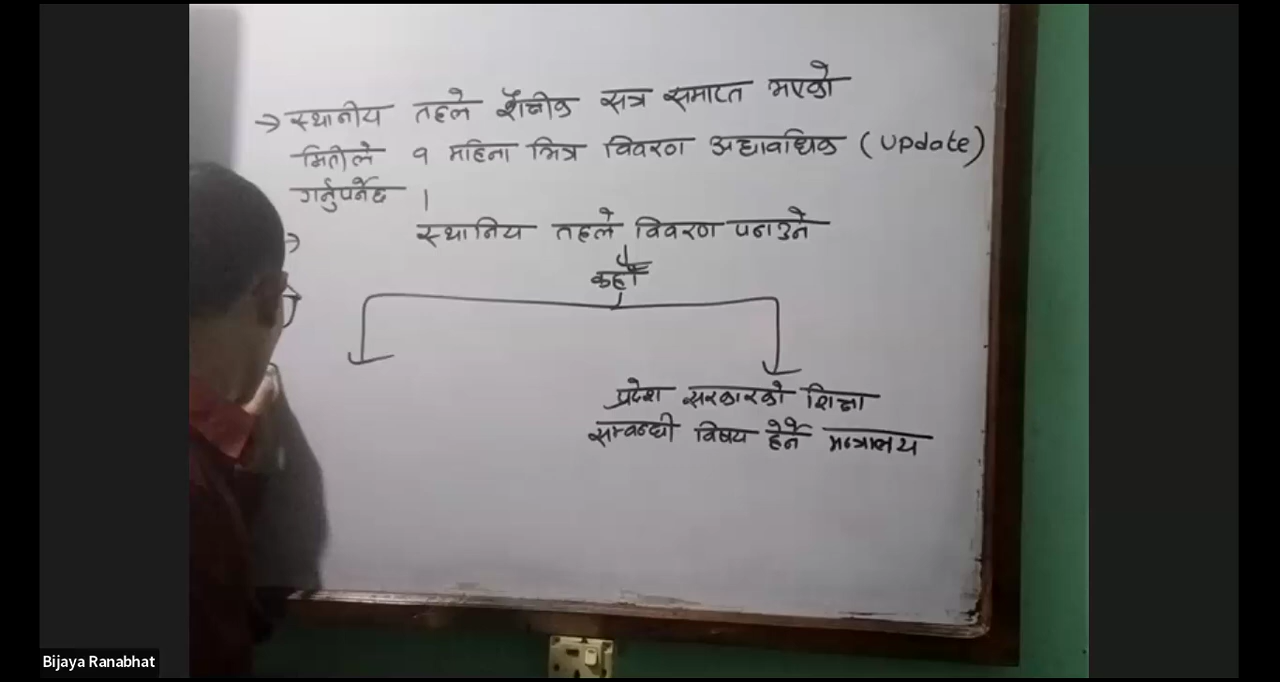 → स्थानीय तहले शैक्षीक सत्र समाप्त भएको
मितीले १ महिना भित्र विवरण अद्यावधिक (update)
गर्नुपर्नेछ ।
→ स्थानिय तहले विवरण पठाउने
कहाँ
प्रदेश सरकारको शिक्षा
सम्बन्धी विषय हेर्ने मन्त्रालय
Bijaya Ranabhat